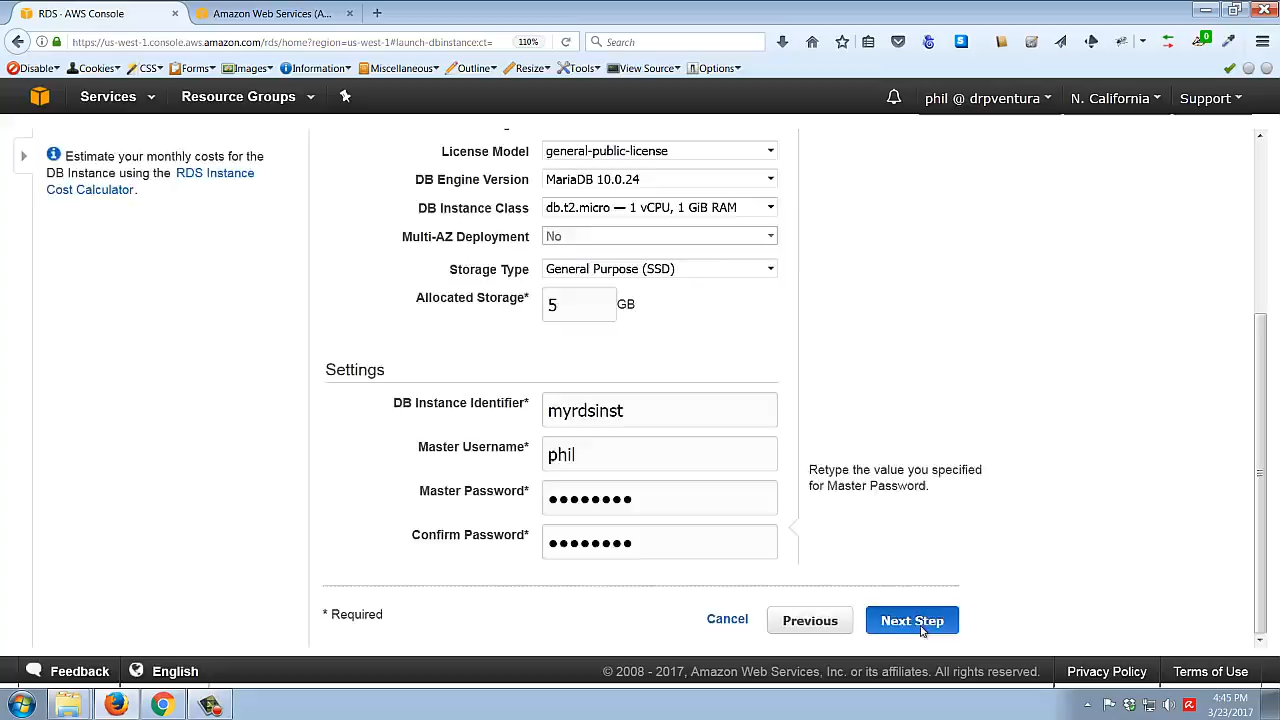 RDS - AWS Console ×
Amazon Web Services (A... ×
+
https://us-west-1.console.aws.amazon.com/rds/home?region=us-west-1#launch-dbinstance:ct=
110%
Search
0
Disable
Cookies
CSS
Forms
Images
Information
Miscellaneous
Outline
Resize
Tools
View Source
Options
Services
Resource Groups
phil @ drpventura
N. California
Support
Estimate your monthly costs for the
DB Instance using the RDS Instance
Cost Calculator.
License Model general-public-license
DB Engine Version MariaDB 10.0.24
DB Instance Class db.t2.micro — 1 vCPU, 1 GiB RAM
Multi-AZ Deployment No
Storage Type General Purpose (SSD)
Allocated Storage* 5 GB
Settings
DB Instance Identifier* myrdsinst
Master Username* phil
Retype the value you specified
for Master Password.
Master Password* ●●●●●●●●
Confirm Password* ●●●●●●●●
* Required
Cancel
Previous
Next Step
Feedback
English
© 2008 - 2017, Amazon Web Services, Inc. or its affiliates. All rights reserved.
Privacy Policy
Terms of Use
4:45 PM
3/23/2017